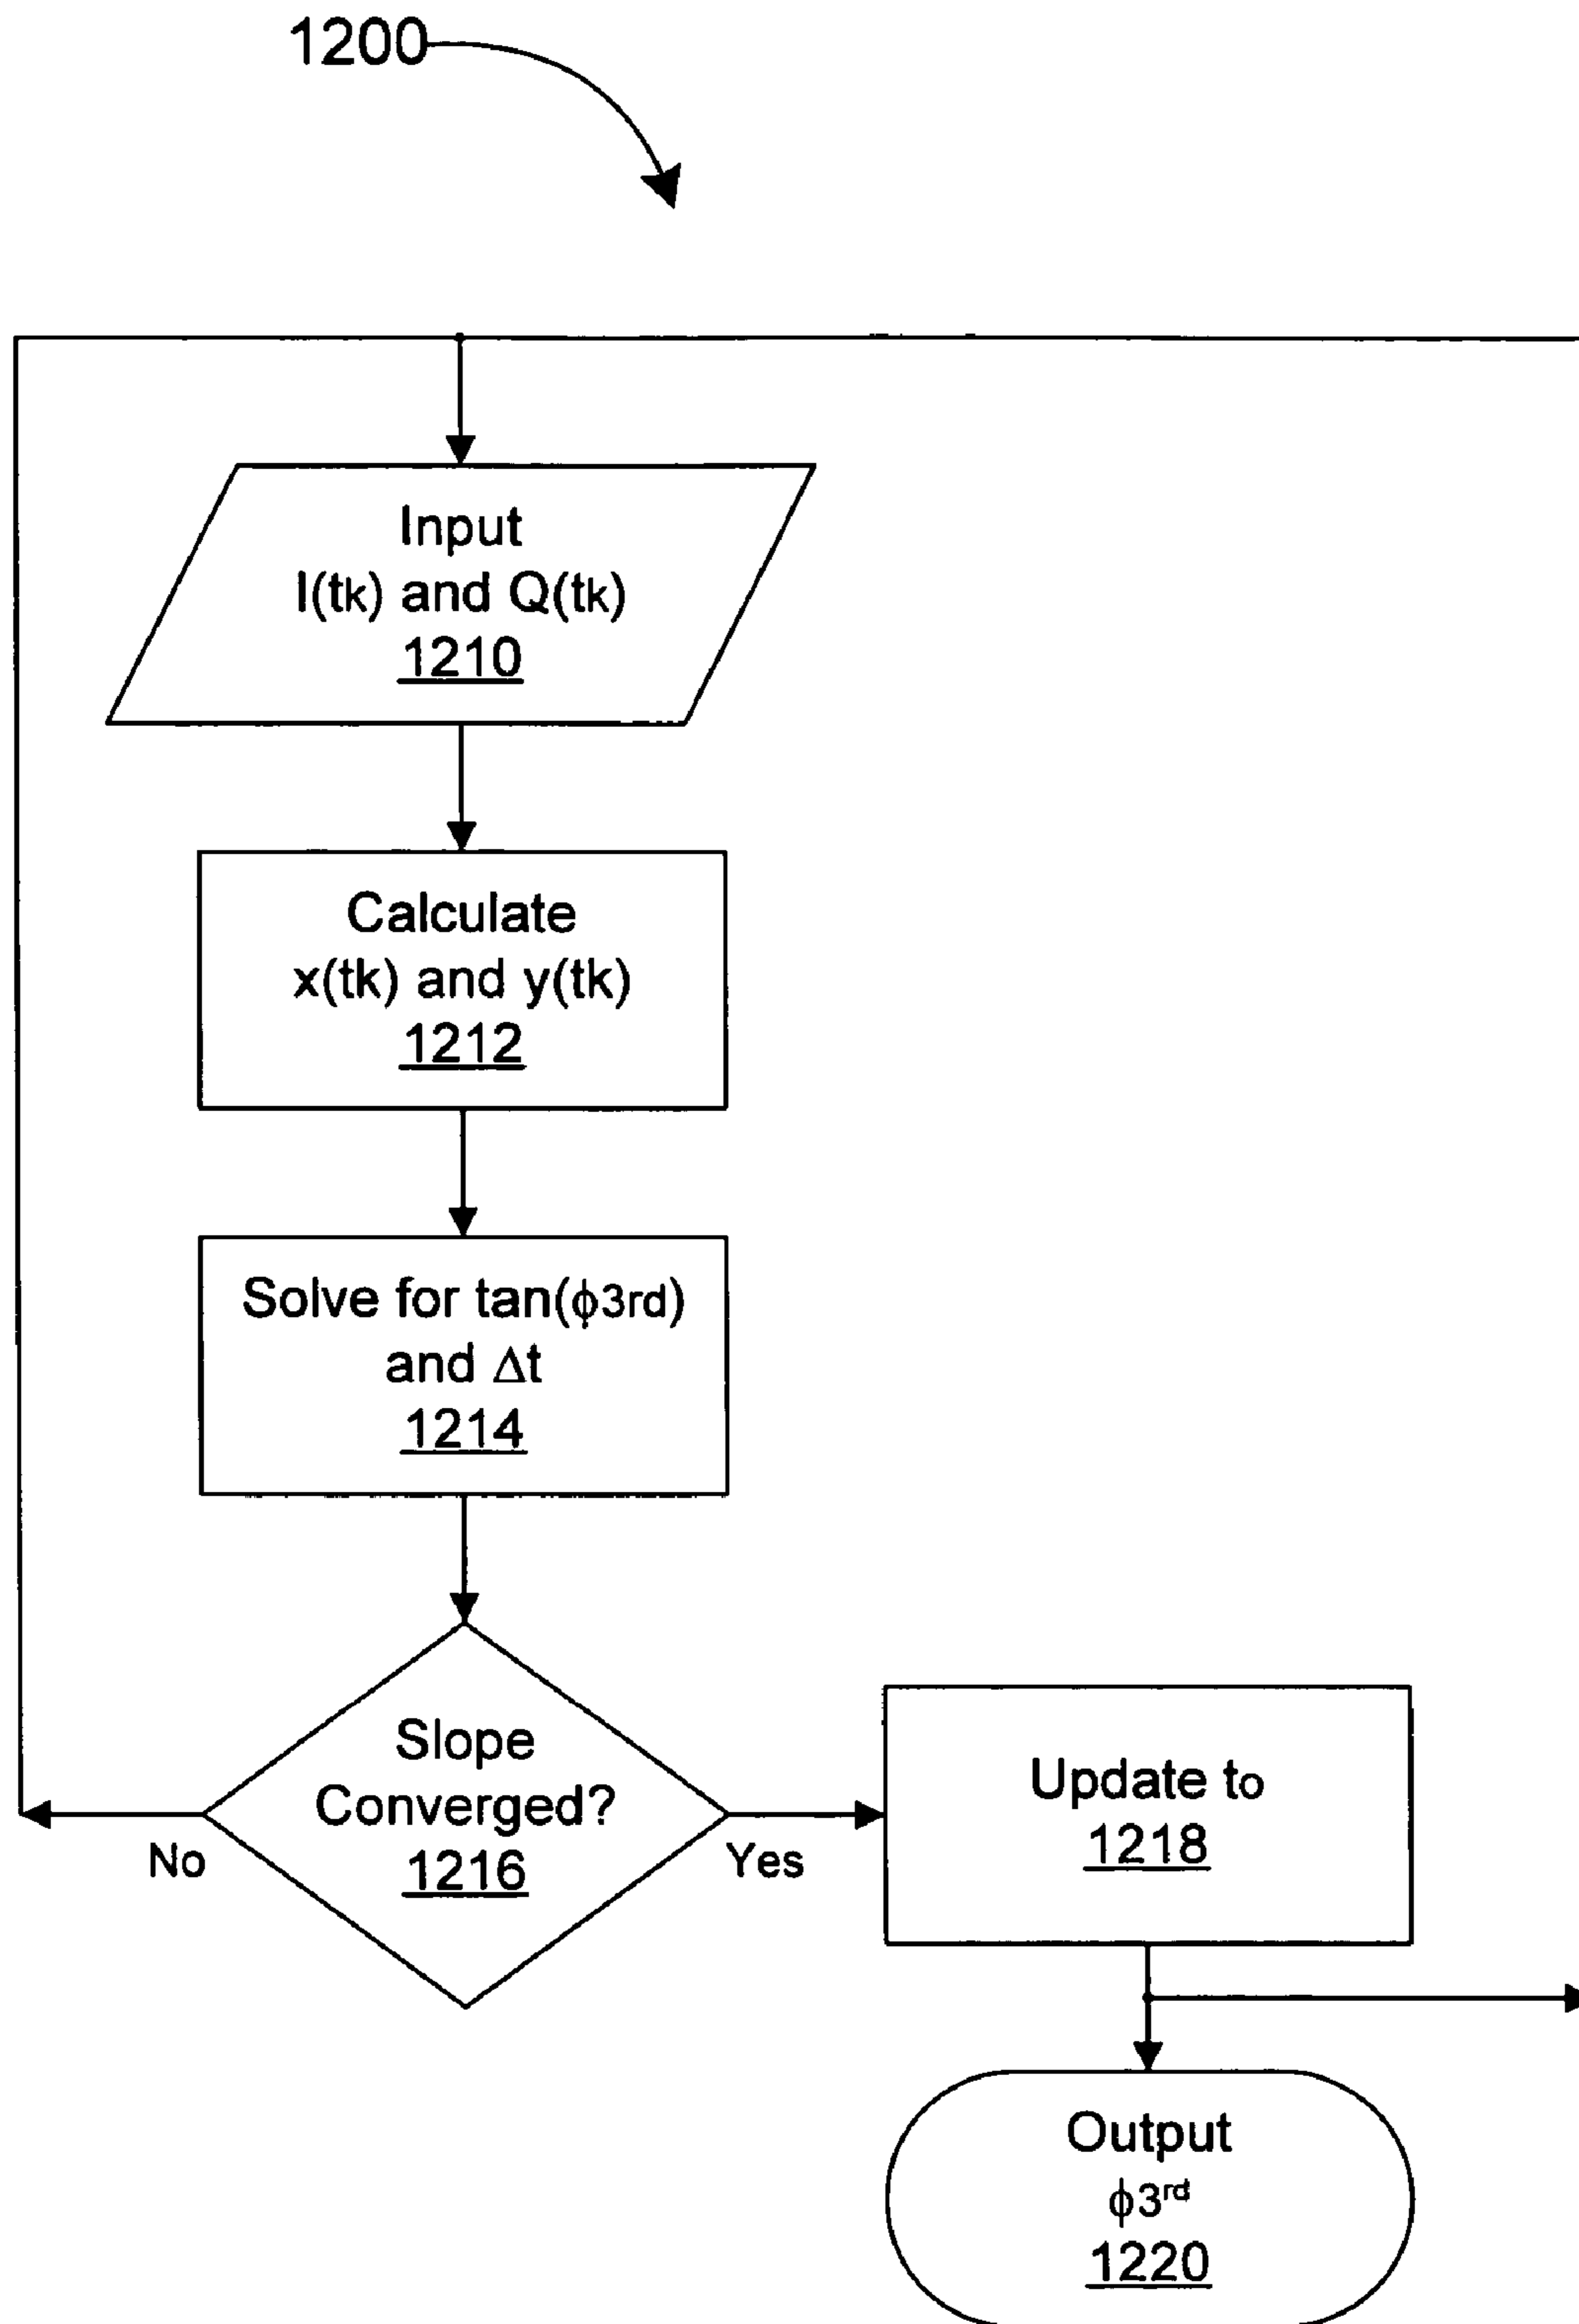 1200
Input
I(tk) and Q(tk)
1210
Calculate
x(tk) and y(tk)
1212
Solve for tan(ϕ3rd)
and Δt
1214
Slope
Converged?
1216
No
Yes
Update to
1218
Output
ϕ3rd
1220